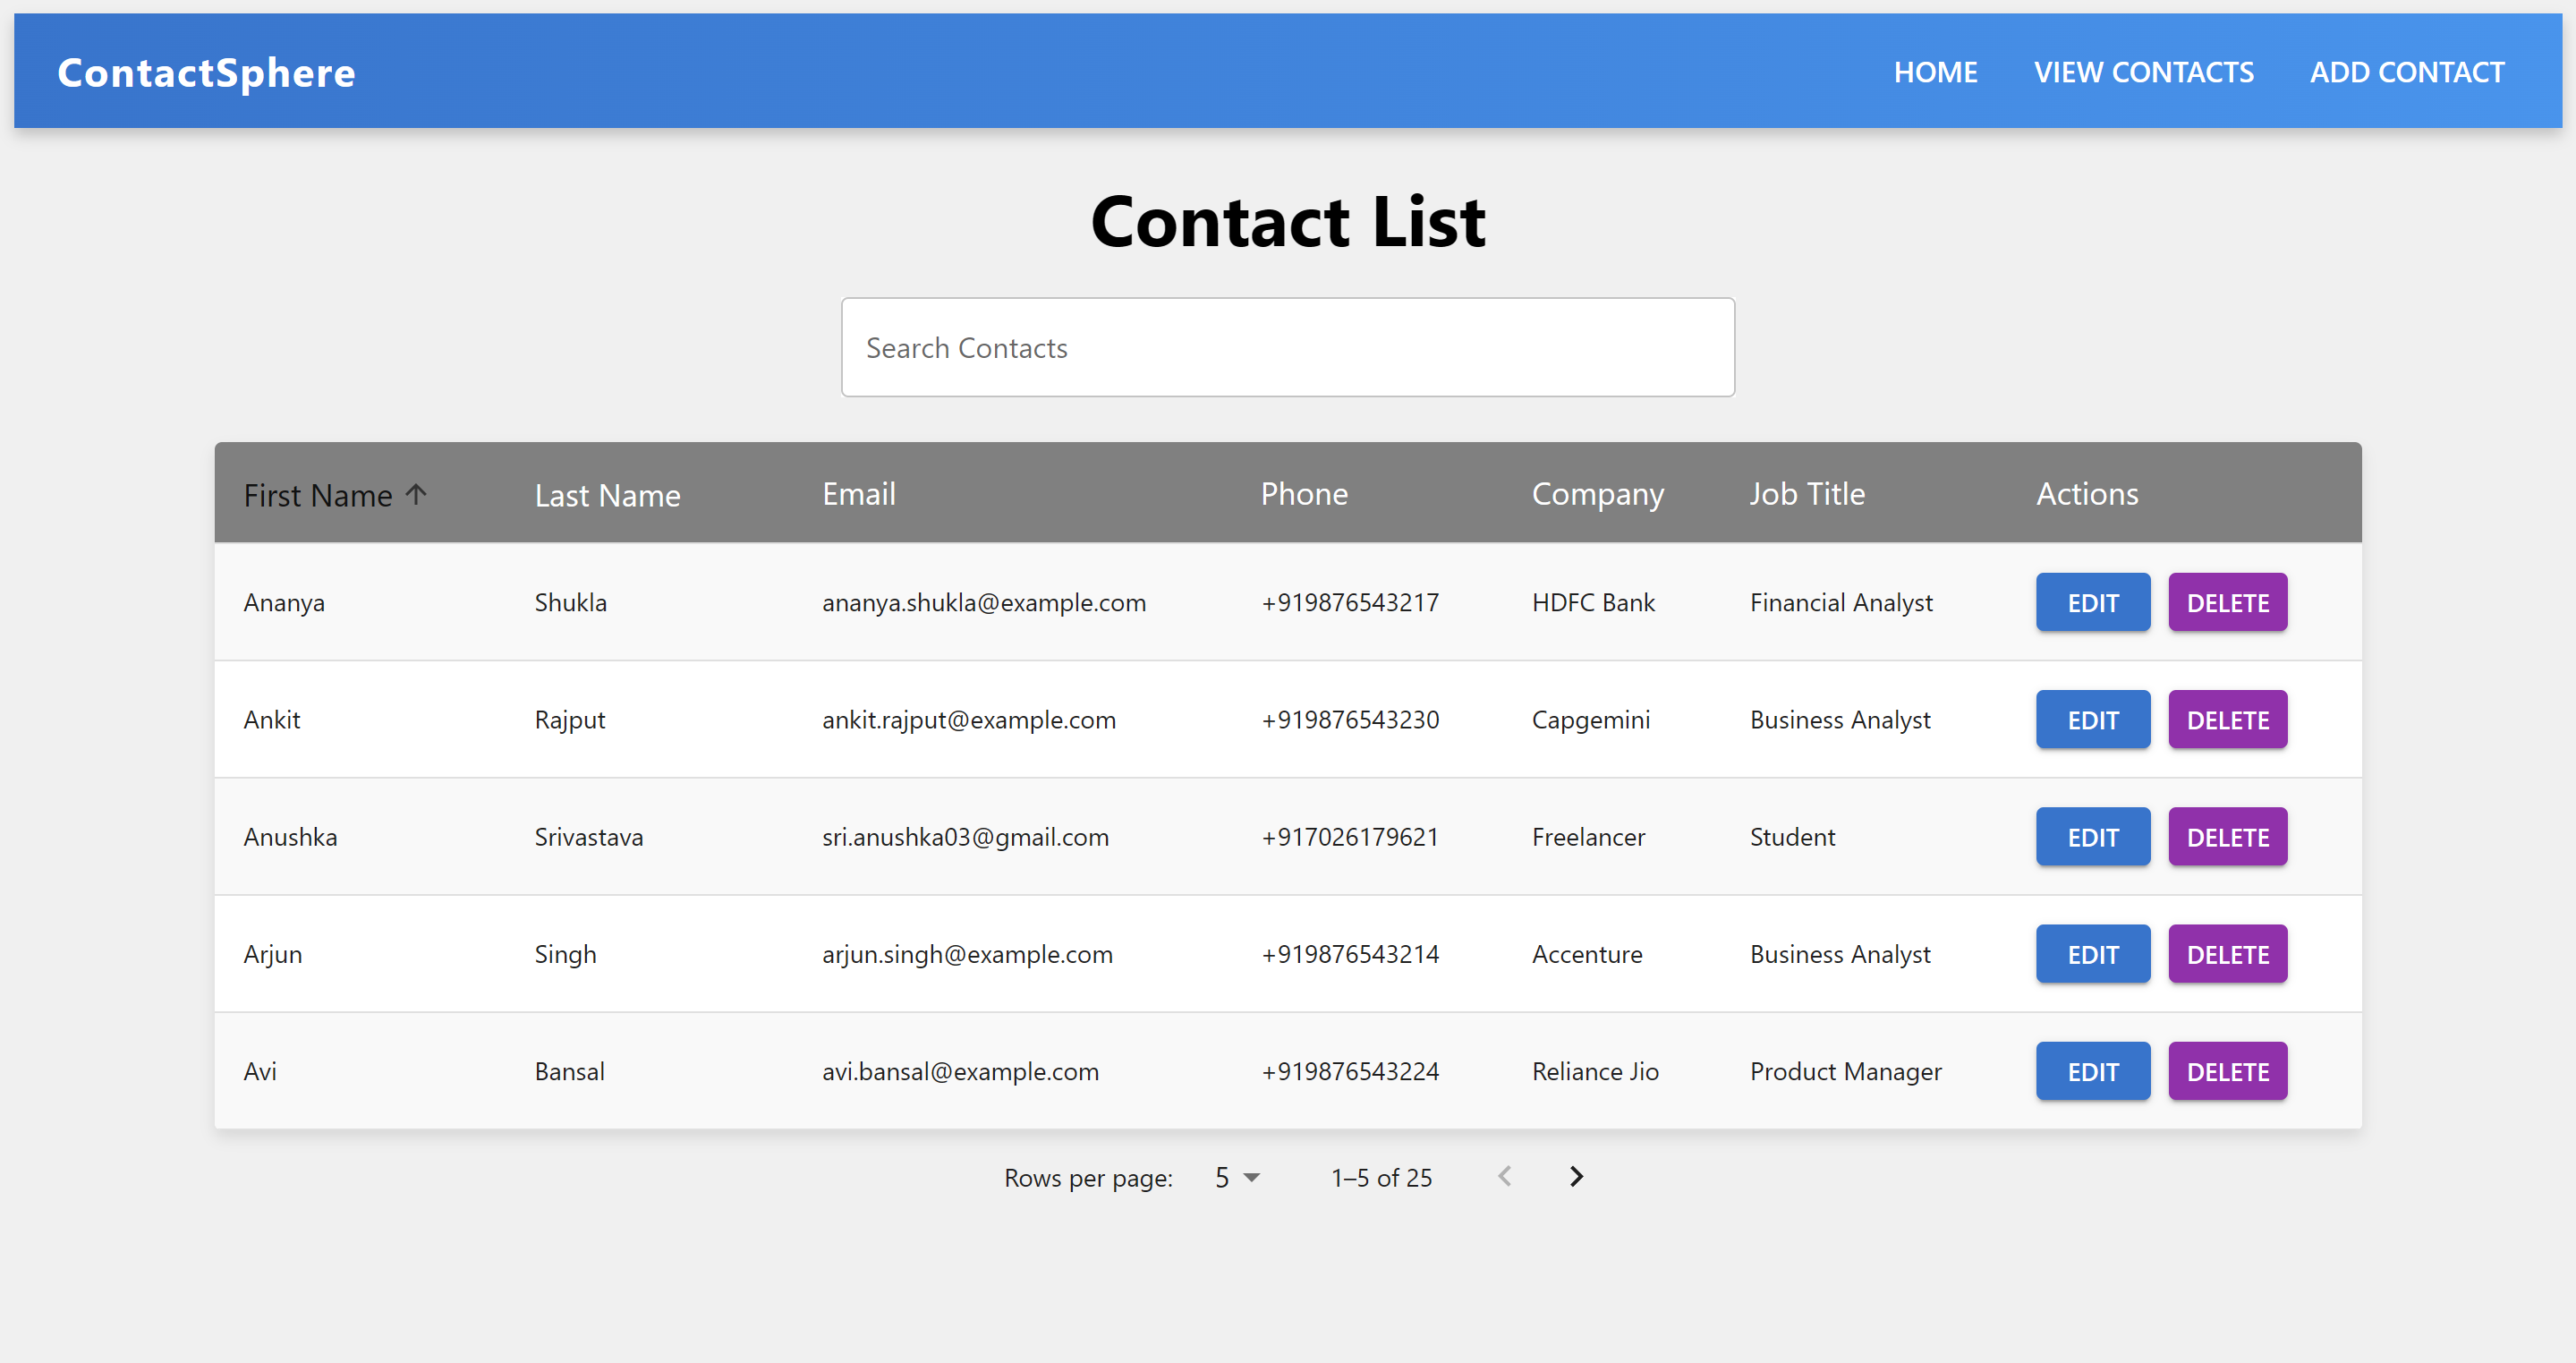 ContactSphere HOME VIEW CONTACTS ADD CONTACT
Contact List
Search Contacts
First Name Last Name Email Phone Company Job Title Actions
Ananya Shukla ananya.shukla@example.com +919876543217 HDFC Bank Financial Analyst EDIT DELETE
Ankit Rajput ankit.rajput@example.com +919876543230 Capgemini Business Analyst EDIT DELETE
Anushka Srivastava sri.anushka03@gmail.com +917026179621 Freelancer Student EDIT DELETE
Arjun Singh arjun.singh@example.com +919876543214 Accenture Business Analyst EDIT DELETE
Avi Bansal avi.bansal@example.com +919876543224 Reliance Jio Product Manager EDIT DELETE
Rows per page: 5 1–5 of 25